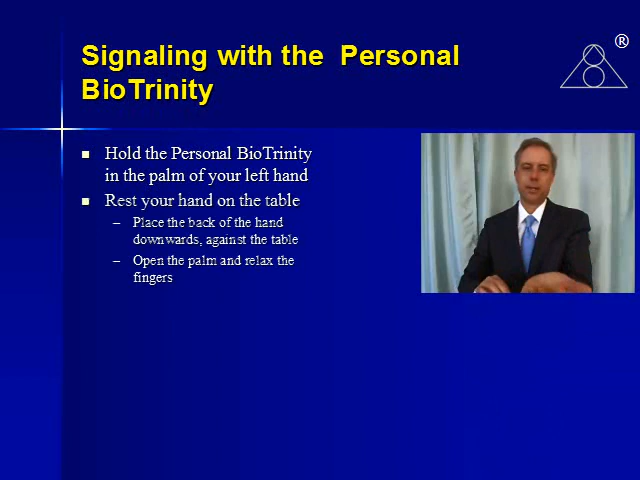 Signaling with the Personal
BioTrinity
®
Hold the Personal BioTrinity
in the palm of your left hand
Rest your hand on the table
– Place the back of the hand
downwards, against the table
– Open the palm and relax the
fingers